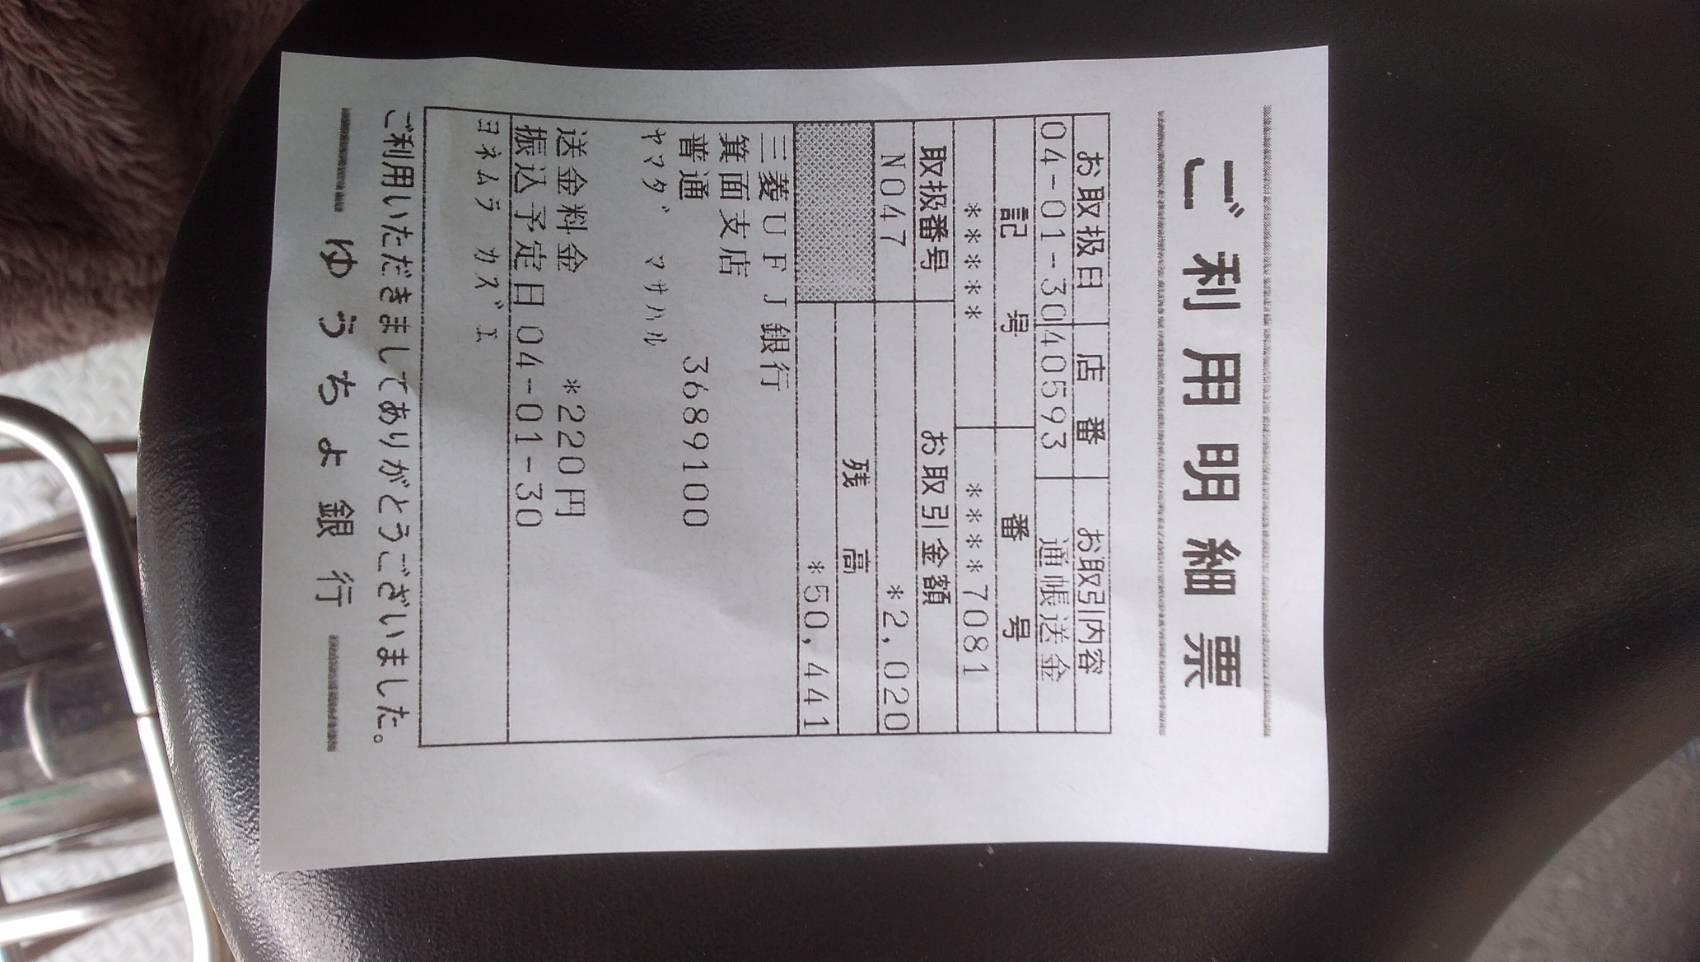 ご利用明細票
お取扱日 店番 お取引内容
04-01-30 40593 通帳送金
記号 番号
***** ****7081
取扱番号 お取引金額
N047 *2,020
残高
*50,441
三菱UFJ銀行
箕面支店
普通 3689100
ヤマダ マサハル
送金料金 *220円
振込予定日04-01-30
ヨネムラ カズエ
ご利用いただきましてありがとうございました。
ゆうちょ銀行